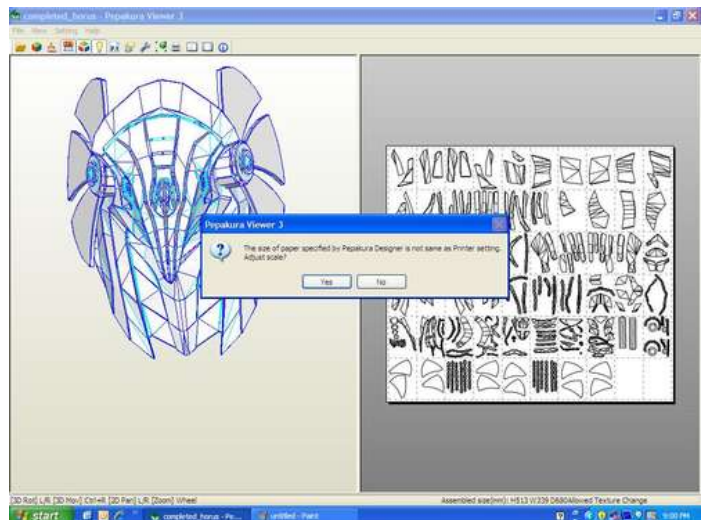 completed_horus - Pepakura Viewer 3
File View Setting Help
Pepakura Viewer 3
The size of paper specified by Pepakura Designer is not same as Printer setting.
Adjust scale?
Yes No
[3D Rot] L/R [3D Mov] Ctrl+R [2D Pan] L/R [Zoom] Wheel
Assembled size(mm): H513 W339 D680Allowed Texture Change
start
completed_horus - Pe...
untitled - Paint
9:00 PM